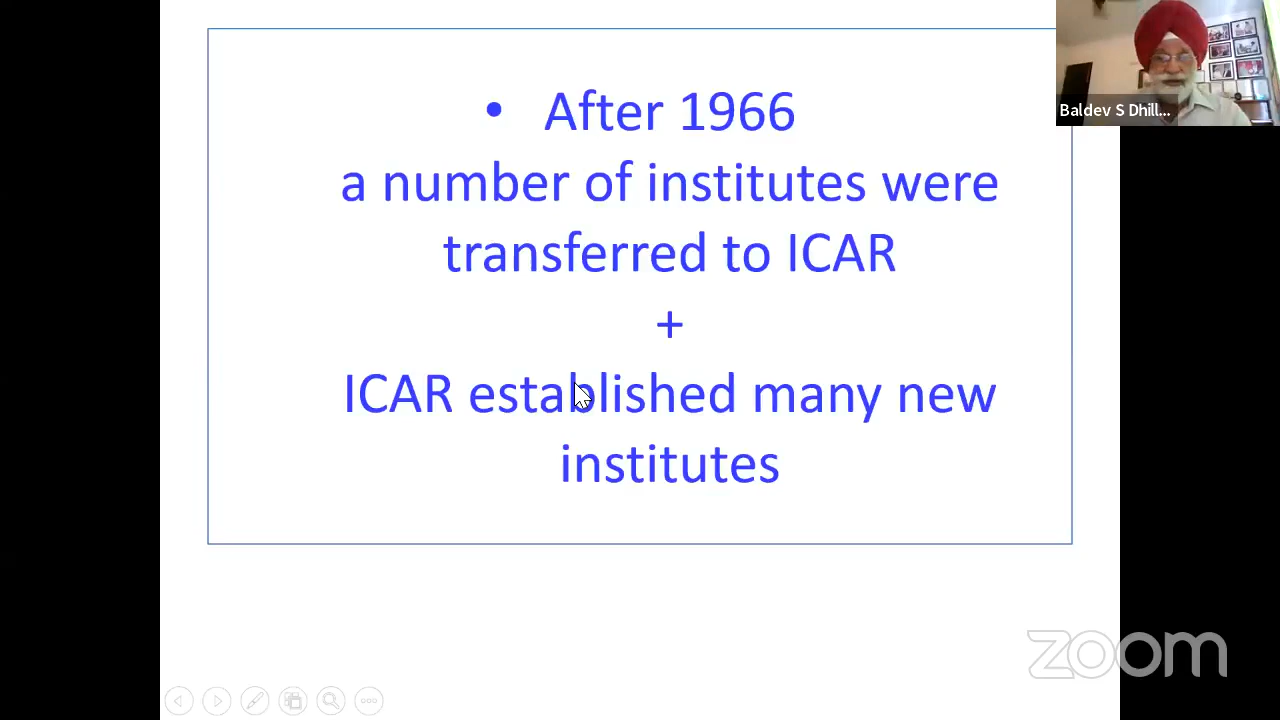 • After 1966
a number of institutes were
transferred to ICAR
+
ICAR established many new
institutes
Baldev S Dhill...
zoom